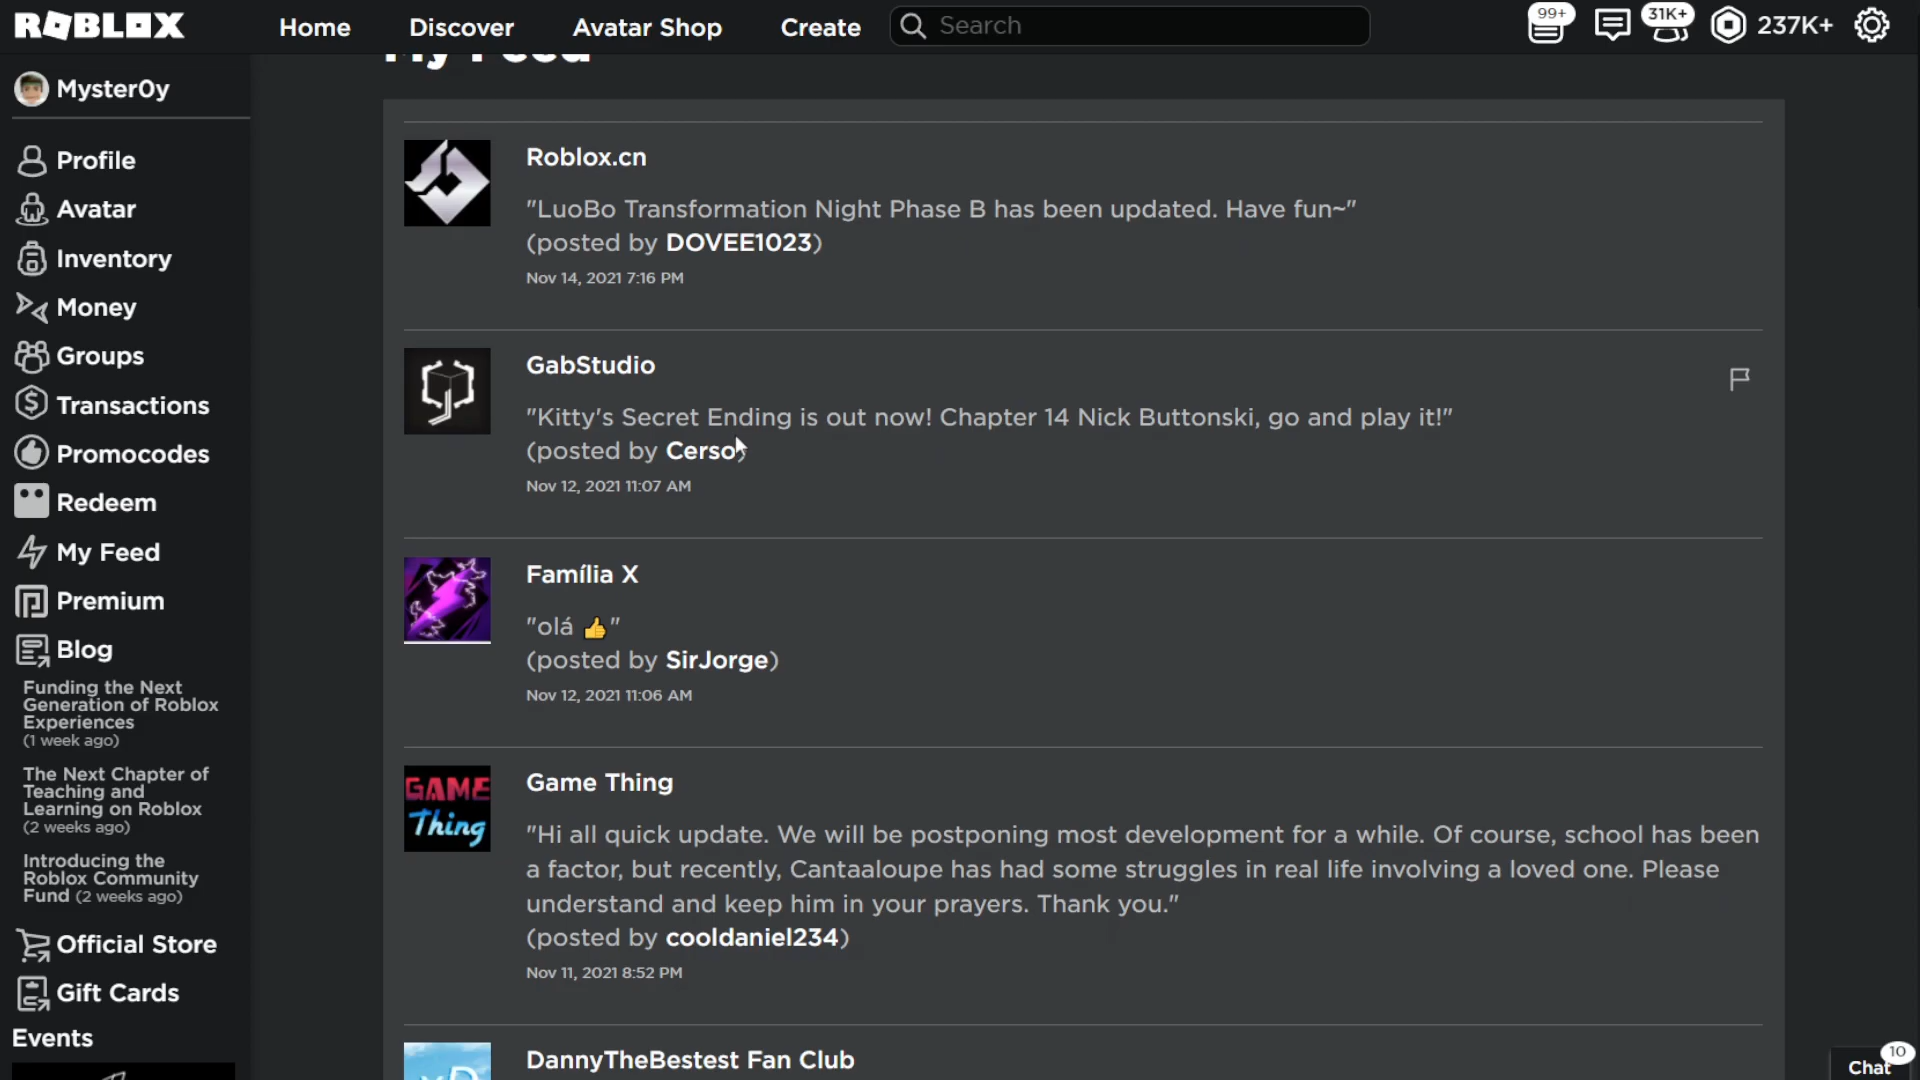 ROBLOX
Home
Discover
Avatar Shop
Create
Search
99+
31K+
237K+
Myster0y
Profile
Avatar
Inventory
Money
Groups
Transactions
Promocodes
Redeem
My Feed
Premium
Blog
Funding the Next
Generation of Roblox
Experiences
(1 week ago)
The Next Chapter of
Teaching and
Learning on Roblox
(2 weeks ago)
Introducing the
Roblox Community
Fund (2 weeks ago)
Official Store
Gift Cards
Events
My Feed
Roblox.cn
"LuoBo Transformation Night Phase B has been updated. Have fun~"
(posted by DOVEE1023)
Nov 14, 2021 7:16 PM
GabStudio
"Kitty's Secret Ending is out now! Chapter 14 Nick Buttonski, go and play it!"
(posted by Cerso)
Nov 12, 2021 11:07 AM
Família X
"olá 👍"
(posted by SirJorge)
Nov 12, 2021 11:06 AM
GAME
Thing
Game Thing
"Hi all quick update. We will be postponing most development for a while. Of course, school has been
a factor, but recently, Cantaaloupe has had some struggles in real life involving a loved one. Please
understand and keep him in your prayers. Thank you."
(posted by cooldaniel234)
Nov 11, 2021 8:52 PM
xD
DannyTheBestest Fan Club
Chat
10